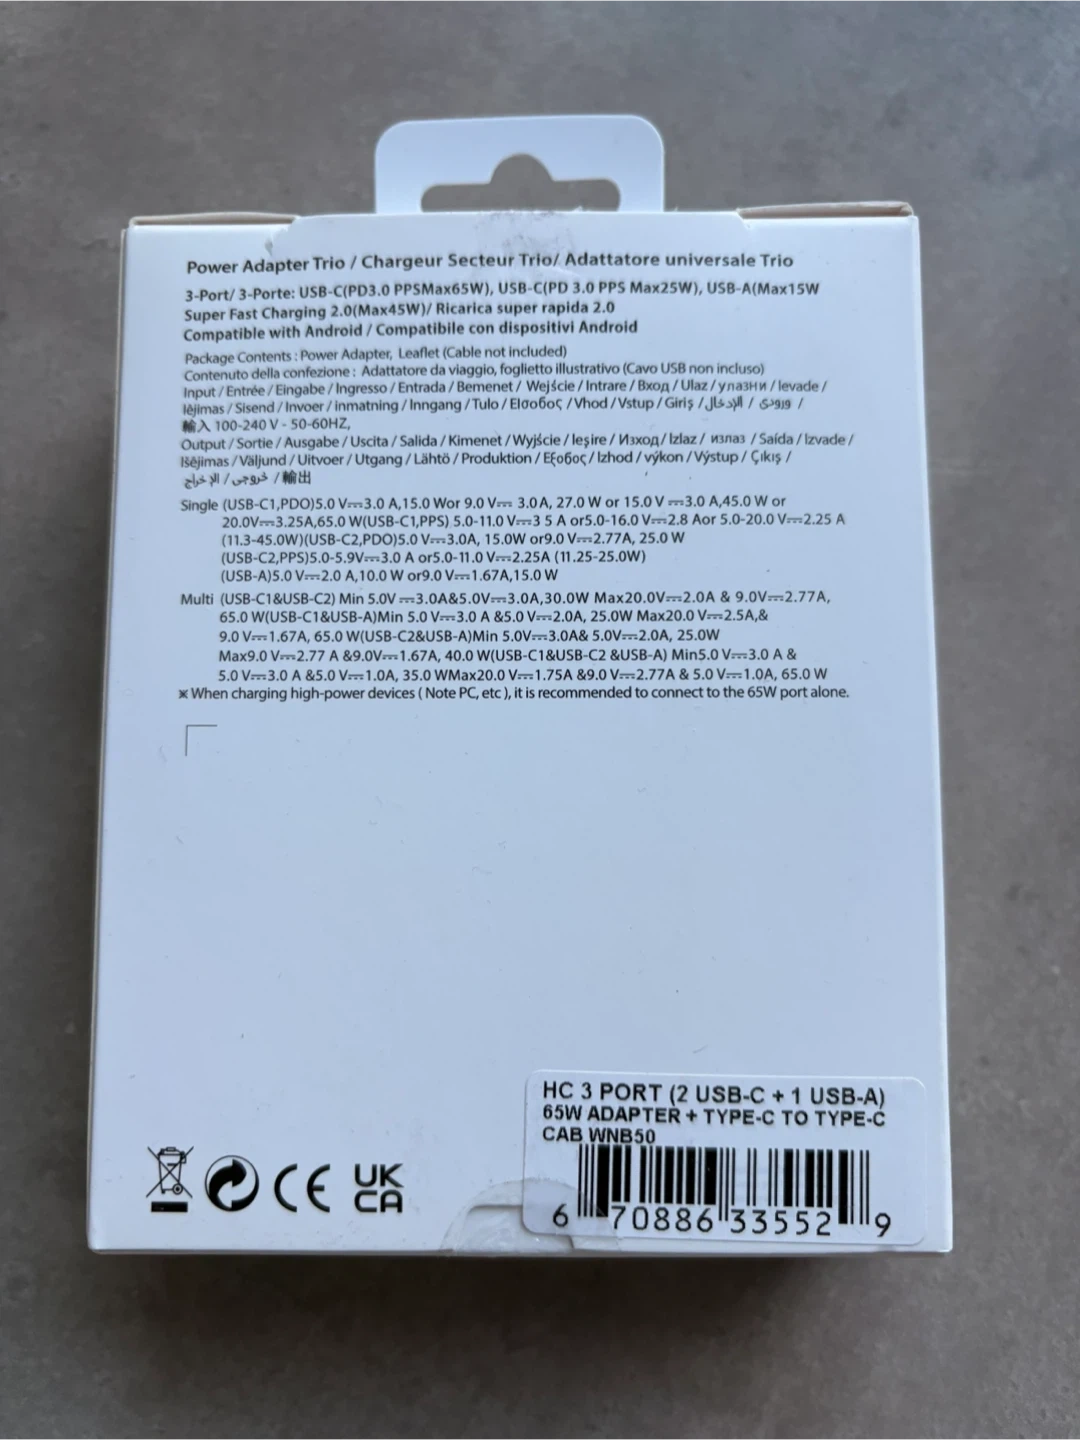 Power Adapter Trio / Chargeur Secteur Trio/ Adattatore universale Trio
3-Port/ 3-Porte: USB-C(PD3.0 PPSMax65W), USB-C(PD 3.0 PPS Max25W), USB-A(Max15W
Super Fast Charging 2.0(Max45W)/ Ricarica super rapida 2.0
Compatible with Android / Compatibile con dispositivi Android
Package Contents : Power Adapter, Leaflet (Cable not included)
Contenuto della confezione : Adattatore da viaggio, foglietto illustrativo (Cavo USB non incluso)
Input / Entrée / Eingabe / Ingresso / Entrada / Bemenet / Wejście / Intrare / Вход / Ulaz / улазни / Ievade /
Iėjimas / Sisend / Invoer / inmatning / Inngang / Tulo / Είσοδος / Vhod / Vstup / Giriş / الإدخال / ورودی /
輸入 100-240 V - 50-60HZ,
Output / Sortie / Ausgabe / Uscita / Salida / Kimenet / Wyjście / Ieşire / Изход / Izlaz / излаз / Saída / Izvade /
Išėjimas / Väljund / Uitvoer / Utgang / Lähtö / Produktion / Εξοδος / Izhod / výkon / Výstup / Çıkış /
الإخراج / خروجی / 輸出
Single (USB-C1,PDO)5.0 V⎓3.0 A,15.0 Wor 9.0 V⎓ 3.0 A, 27.0 W or 15.0 V ⎓3.0 A,45.0 W or
20.0V⎓3.25A,65.0 W(USB-C1,PPS) 5.0-11.0 V⎓3 5 A or5.0-16.0 V⎓2.8 Aor 5.0-20.0 V⎓2.25 A
(11.3-45.0W)(USB-C2,PDO)5.0 V⎓3.0A, 15.0W or9.0 V⎓2.77A, 25.0 W
(USB-C2,PPS)5.0-5.9V⎓3.0 A or5.0-11.0 V⎓2.25A (11.25-25.0W)
(USB-A)5.0 V⎓2.0 A,10.0 W or9.0 V⎓1.67A,15.0 W
Multi (USB-C1&USB-C2) Min 5.0V ⎓3.0A&5.0V⎓3.0A,30.0W Max20.0V⎓2.0A & 9.0V⎓2.77A,
65.0 W(USB-C1&USB-A)Min 5.0 V⎓3.0 A &5.0 V⎓2.0A, 25.0W Max20.0 V⎓2.5A,&
9.0 V⎓1.67A, 65.0 W(USB-C2&USB-A)Min 5.0V⎓3.0A& 5.0V⎓2.0A, 25.0W
Max9.0 V⎓2.77 A &9.0V⎓1.67A, 40.0 W(USB-C1&USB-C2 &USB-A) Min5.0 V⎓3.0 A &
5.0 V⎓3.0 A &5.0 V⎓1.0A, 35.0 WMax20.0 V⎓1.75A &9.0 V⎓2.77A & 5.0 V⎓1.0A, 65.0 W
※ When charging high-power devices ( Note PC, etc ), it is recommended to connect to the 65W port alone.
HC 3 PORT (2 USB-C + 1 USB-A)
65W ADAPTER + TYPE-C TO TYPE-C
CAB WNB50
CE UK CA
6 70886 33552 9